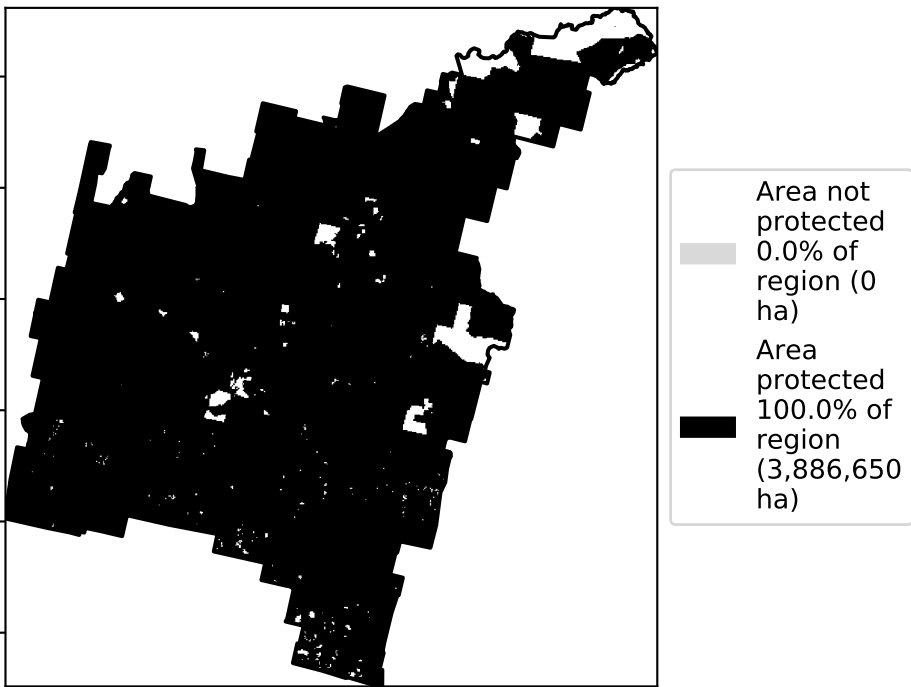 Area not
protected
0.0% of
region (0
ha)
Area
protected
100.0% of
region
(3,886,650
ha)